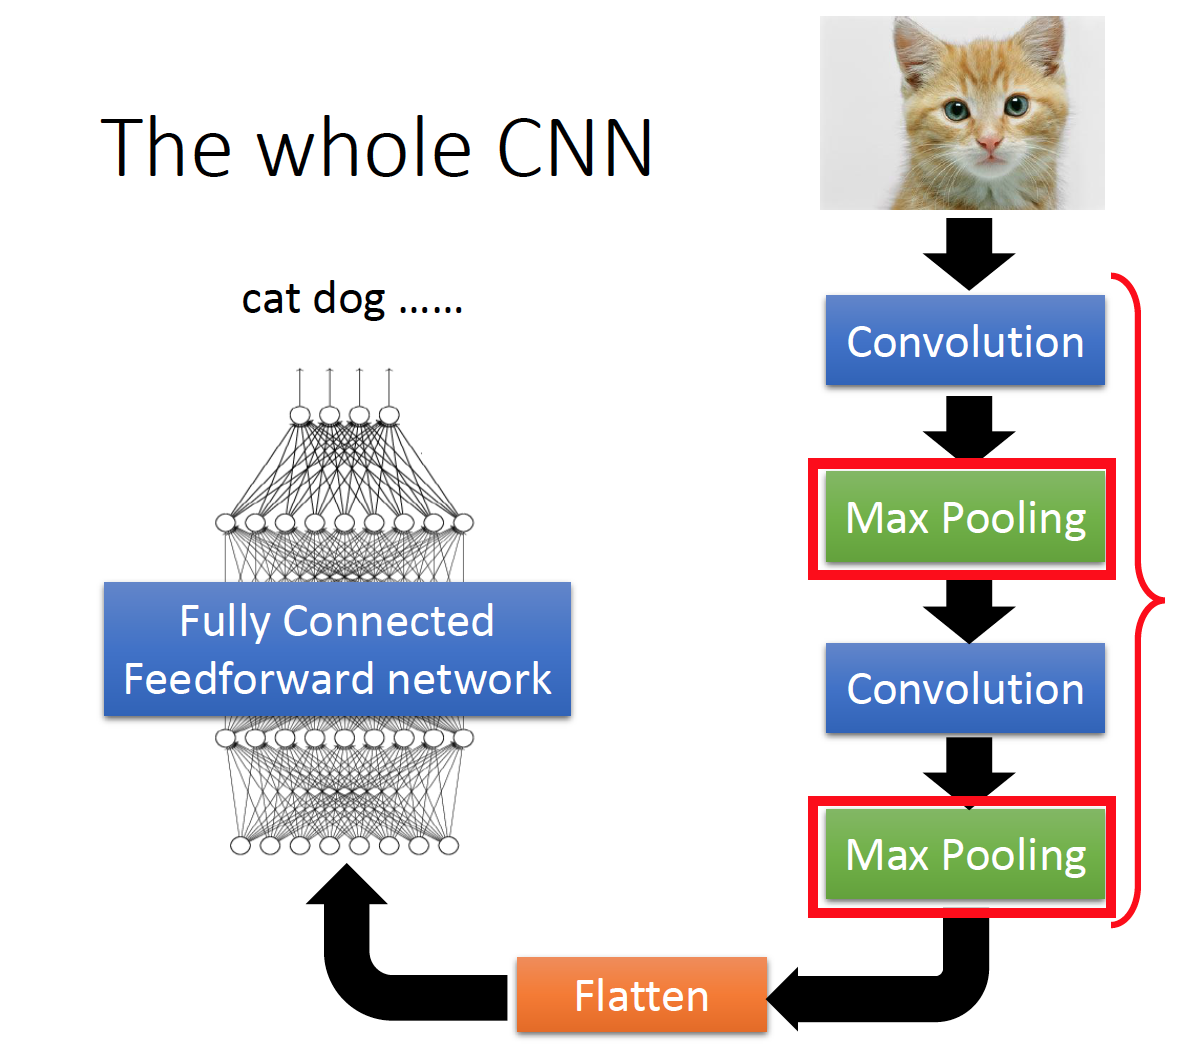 The whole CNN
cat dog ……
Convolution
Max Pooling
Convolution
Max Pooling
Flatten
Fully Connected
Feedforward network